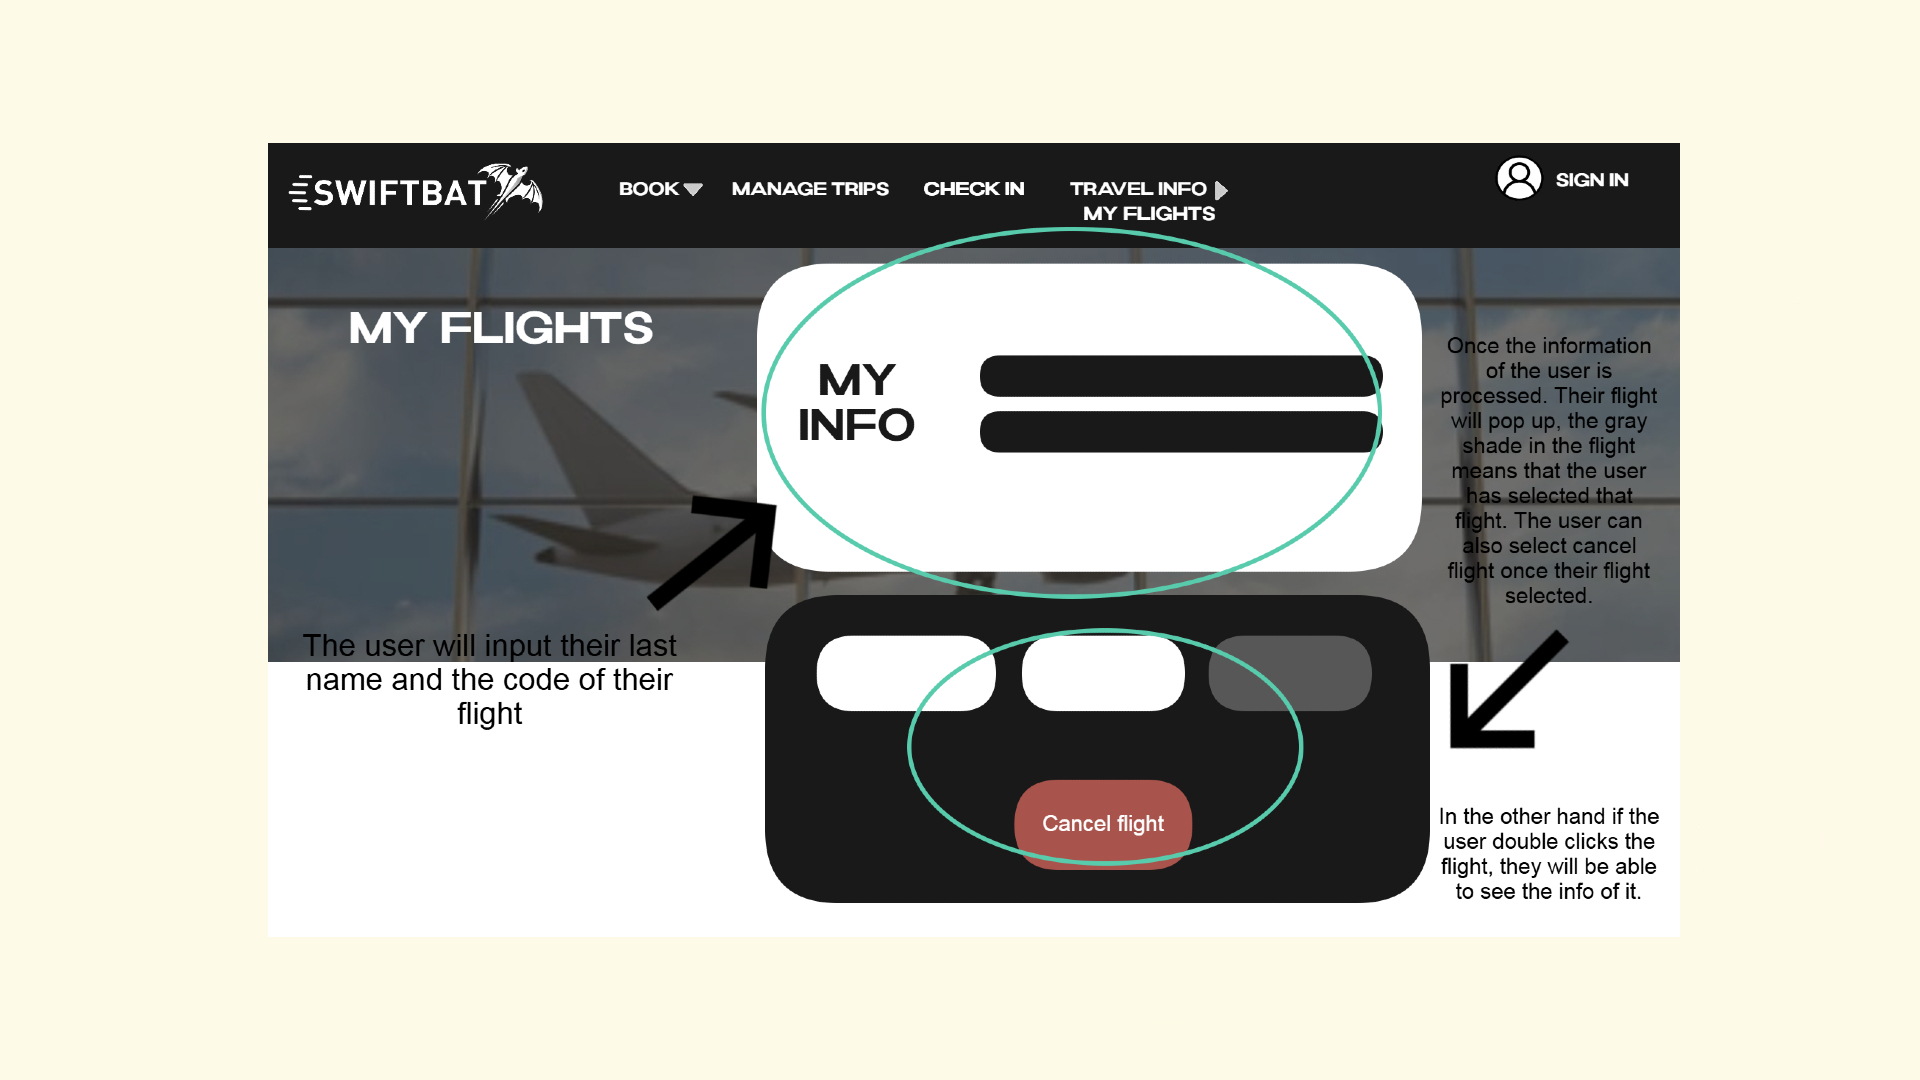 SWIFTBAT
BOOK
MANAGE TRIPS
CHECK IN
TRAVEL INFO
MY FLIGHTS
SIGN IN
MY FLIGHTS
MY
INFO
Once the information
of the user is
processed. Their flight
will pop up, the gray
shade in the flight
means that the user
has selected that
flight. The user can
also select cancel
flight once their flight
selected.
The user will input their last
name and the code of their
flight
Cancel flight
In the other hand if the
user double clicks the
flight, they will be able
to see the info of it.